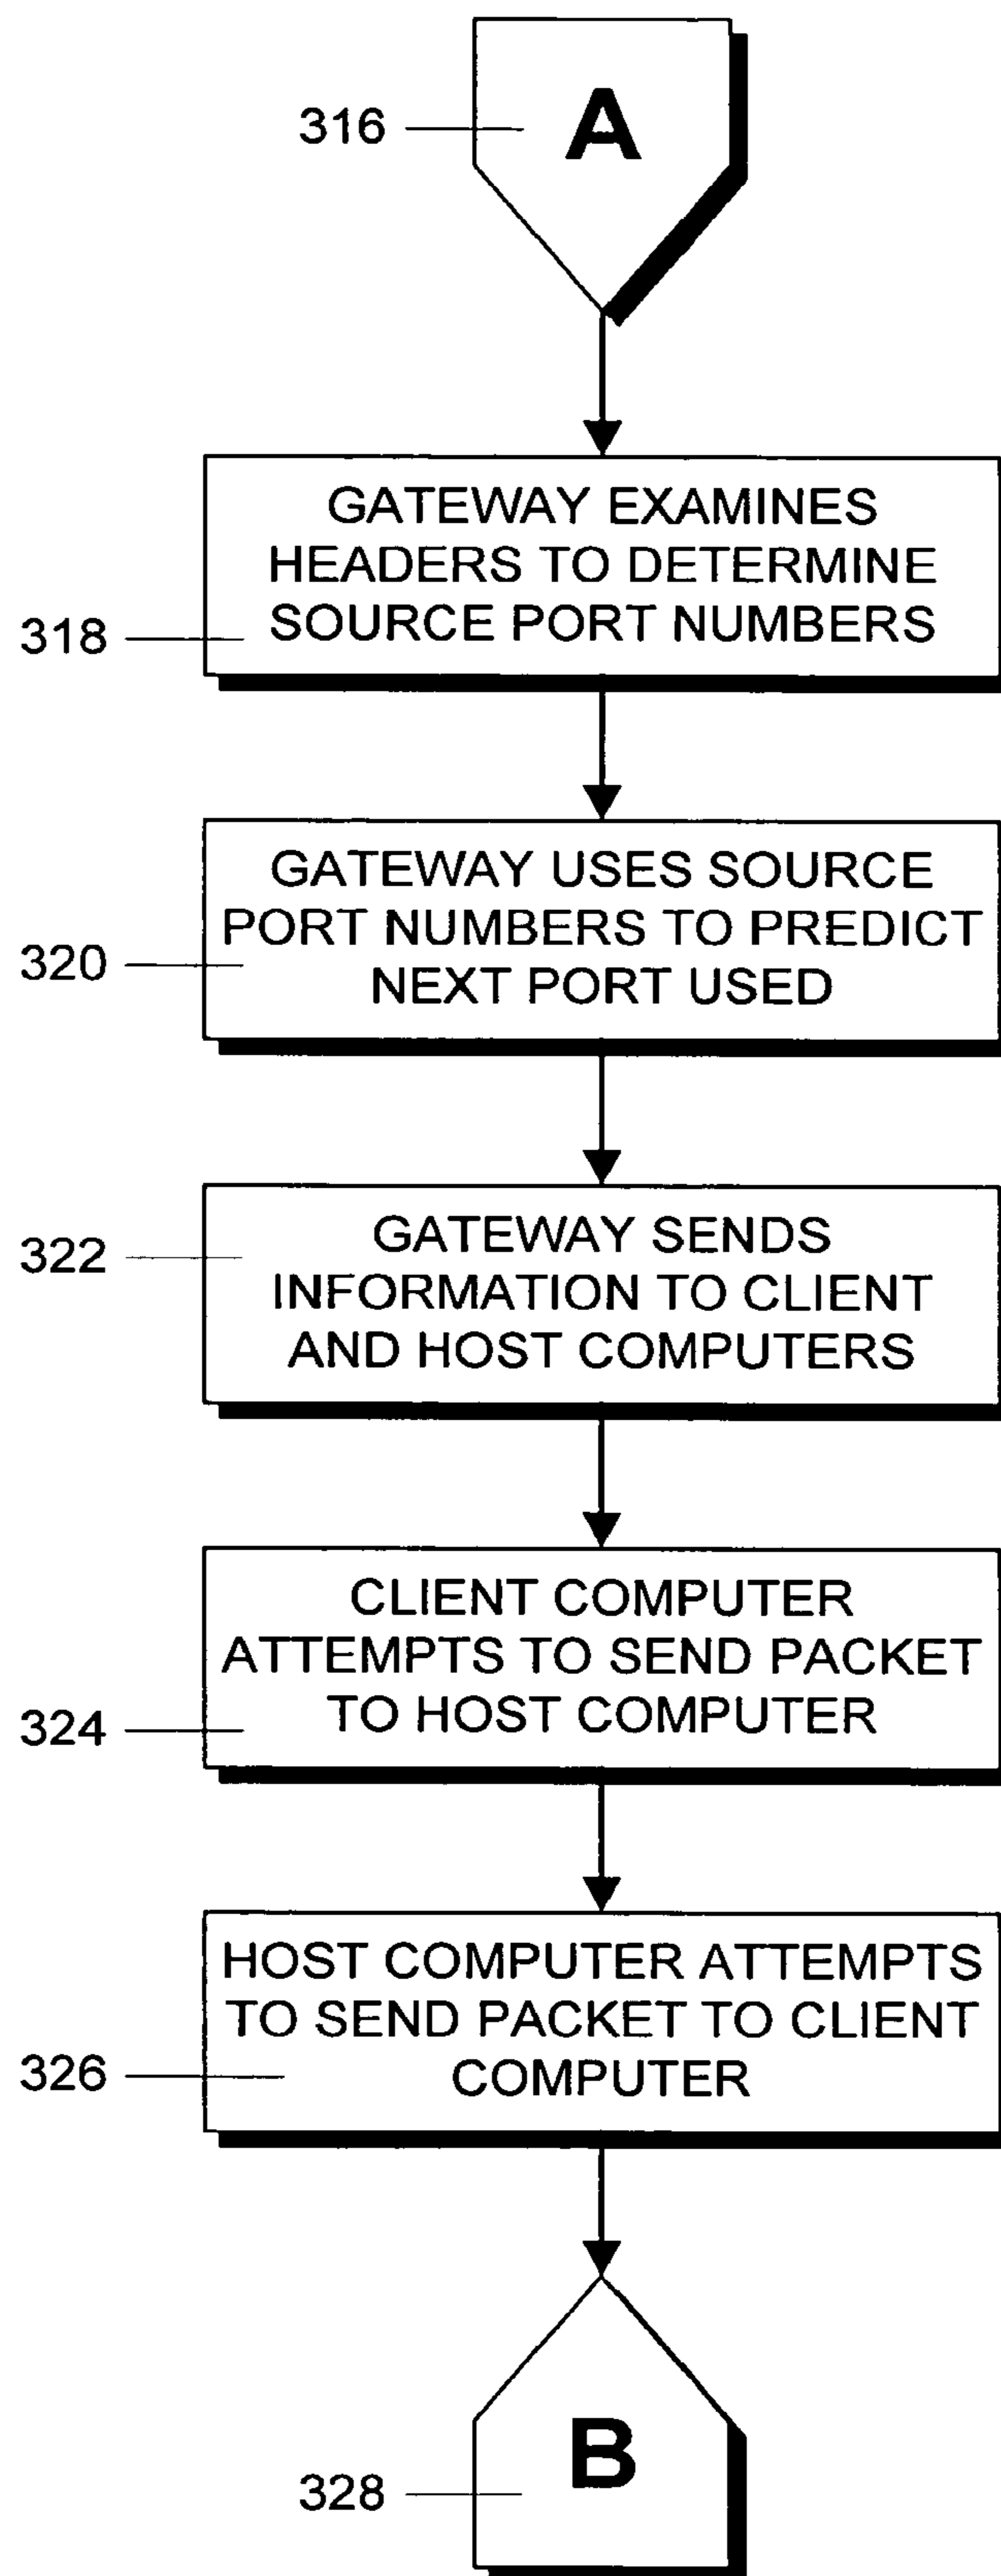 316
A
GATEWAY EXAMINES
HEADERS TO DETERMINE
SOURCE PORT NUMBERS
318
GATEWAY USES SOURCE
PORT NUMBERS TO PREDICT
NEXT PORT USED
320
GATEWAY SENDS
INFORMATION TO CLIENT
AND HOST COMPUTERS
322
CLIENT COMPUTER
ATTEMPTS TO SEND PACKET
TO HOST COMPUTER
324
HOST COMPUTER ATTEMPTS
TO SEND PACKET TO CLIENT
COMPUTER
326
B
328